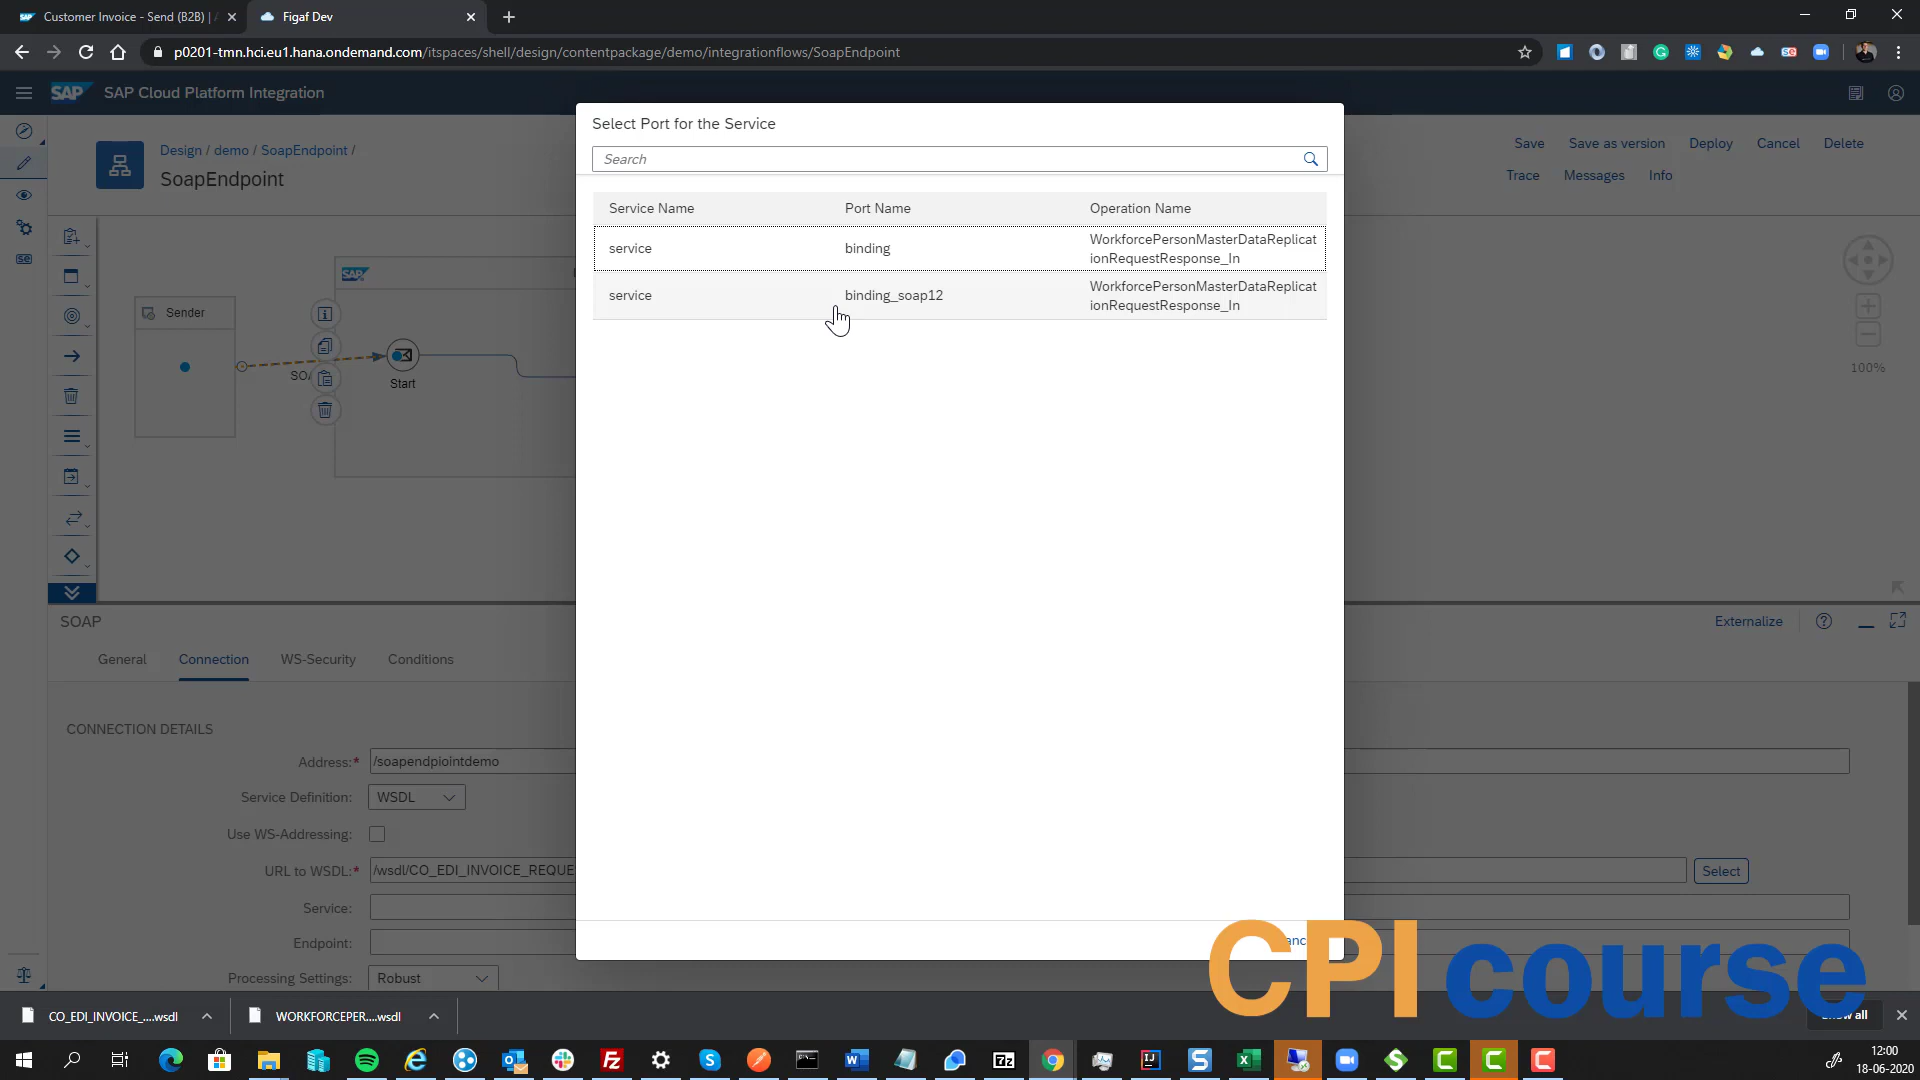 Customer Invoice - Send (B2B) |
Figaf Dev
p0201-tmn.hci.eu1.hana.ondemand.com/itspaces/shell/design/contentpackage/demo/integrationflows/SoapEndpoint
SAP
SAP Cloud Platform Integration
Design / demo / SoapEndpoint /
SoapEndpoint
Save
Save as version
Deploy
Cancel
Delete
Trace
Messages
Info
Select Port for the Service
Search
Service Name
Port Name
Operation Name
service
binding
WorkforcePersonMasterDataReplicat
ionRequestResponse_In
service
binding_soap12
WorkforcePersonMasterDataReplicat
ionRequestResponse_In
Sender
SAP
Start
100%
SOAP
Externalize
General
Connection
WS-Security
Conditions
CONNECTION DETAILS
Address:*
/soapendpiointdemo
Service Definition:
WSDL
Use WS-Addressing:
URL to WSDL:*
/wsdl/CO_EDI_INVOICE_REQUE
Select
Service:
Endpoint:
Processing Settings:
Robust
CPI course
CO_EDI_INVOICE_....wsdl
WORKFORCEPER....wsdl
all
12:00
18-06-2020